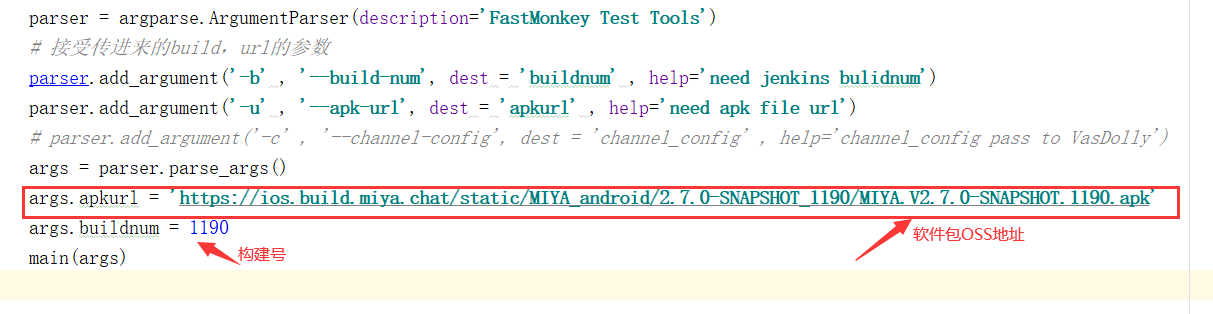 parser = argparse.ArgumentParser(description='FastMonkey Test Tools')
# 接受传进来的build，url的参数
parser.add_argument('-b' , '--build-num', dest = 'buildnum' , help='need jenkins bulidnum')
parser.add_argument('-u' , '--apk-url', dest = 'apkurl' , help='need apk file url')
# parser.add_argument('-c' , '--channel-config', dest = 'channel_config' , help='channel_config pass to VasDolly')
args = parser.parse_args()
args.apkurl = 'https://ios.build.miya.chat/static/MIYA_android/2.7.0-SNAPSHOT_1190/MIYA.V2.7.0-SNAPSHOT.1190.apk'
args.buildnum = 1190
软件包OSS地址
构建号
main(args)